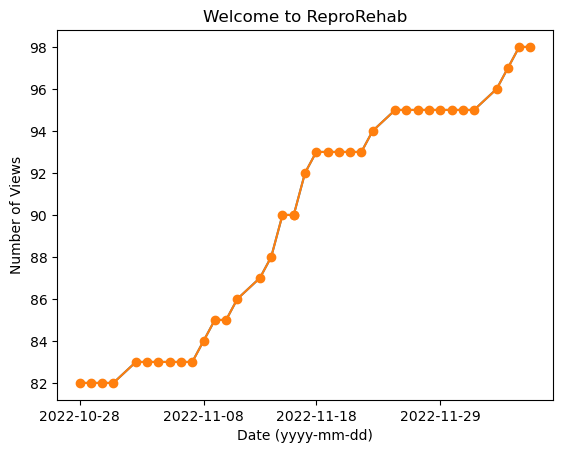 Welcome to ReproRehab
Number of Views
98
96
94
92
90
88
86
84
82
2022-10-28 2022-11-08 2022-11-18 2022-11-29
Date (yyyy-mm-dd)